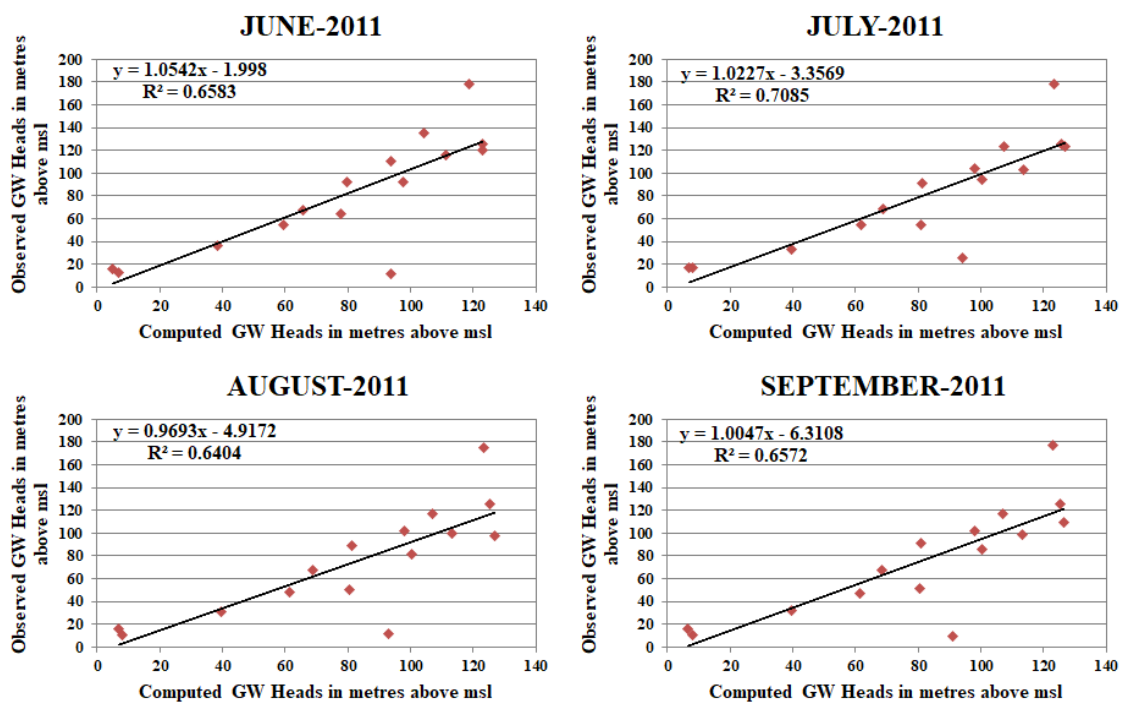 JUNE-2011
y = 1.0542x - 1.998
R² = 0.6583
200
180
160
140
120
100
80
60
40
20
0
0 20 40 60 80 100 120 140
Observed GW Heads in metres
above msl
Computed GW Heads in metres above msl
JULY-2011
y = 1.0227x - 3.3569
R² = 0.7085
200
180
160
140
120
100
80
60
40
20
0
0 20 40 60 80 100 120 140
Observed GW Heads in metres
above msl
Computed GW Heads in metres above msl
AUGUST-2011
y = 0.9693x - 4.9172
R² = 0.6404
200
180
160
140
120
100
80
60
40
20
0
0 20 40 60 80 100 120 140
Observed GW Heads in metres
above msl
Computed GW Heads in metres above msl
SEPTEMBER-2011
y = 1.0047x - 6.3108
R² = 0.6572
200
180
160
140
120
100
80
60
40
20
0
0 20 40 60 80 100 120 140
Observed GW Heads in metres
above msl
Computed GW Heads in metres above msl